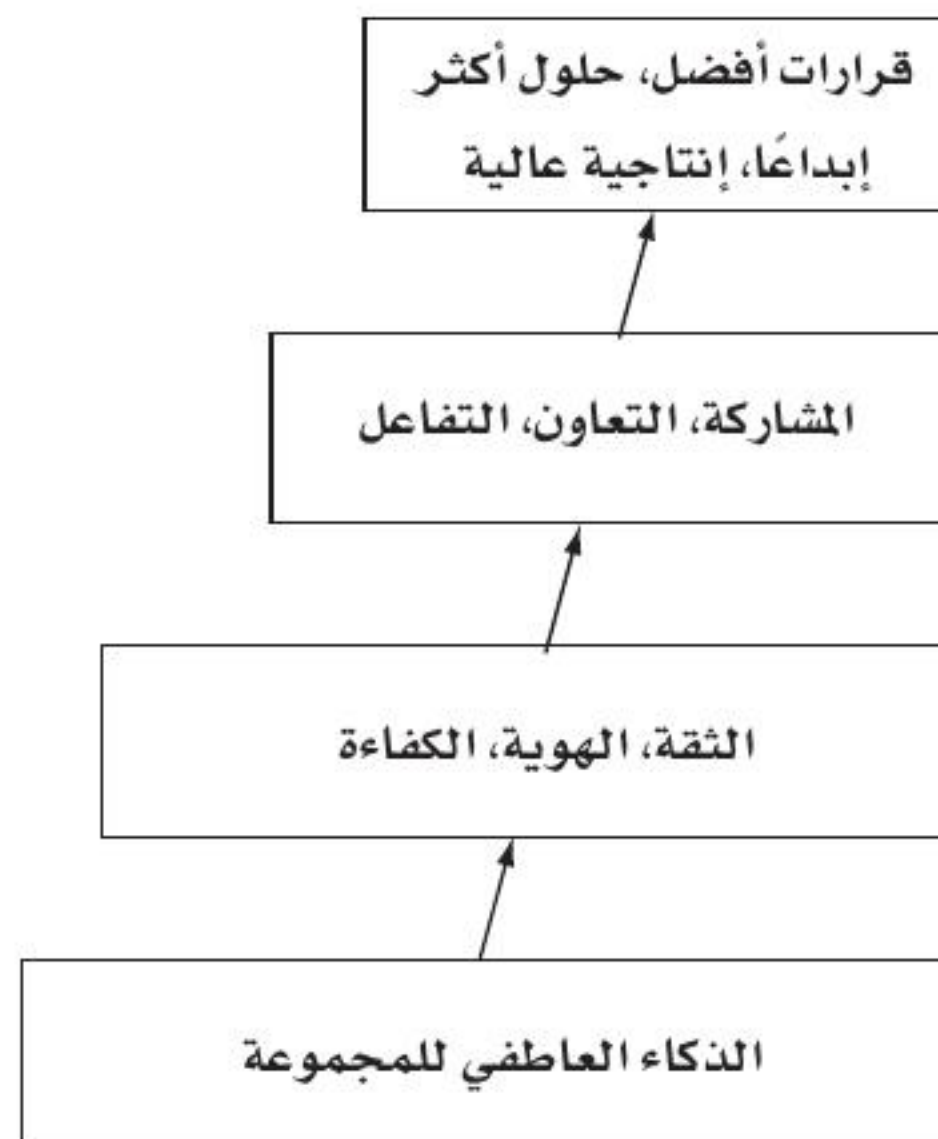 قرارات أفضل، حلول أكثر
إبداعًا، إنتاجية عالية
المشاركة، التعاون، التفاعل
الثقة، الهوية، الكفاءة
الذكاء العاطفي للمجموعة